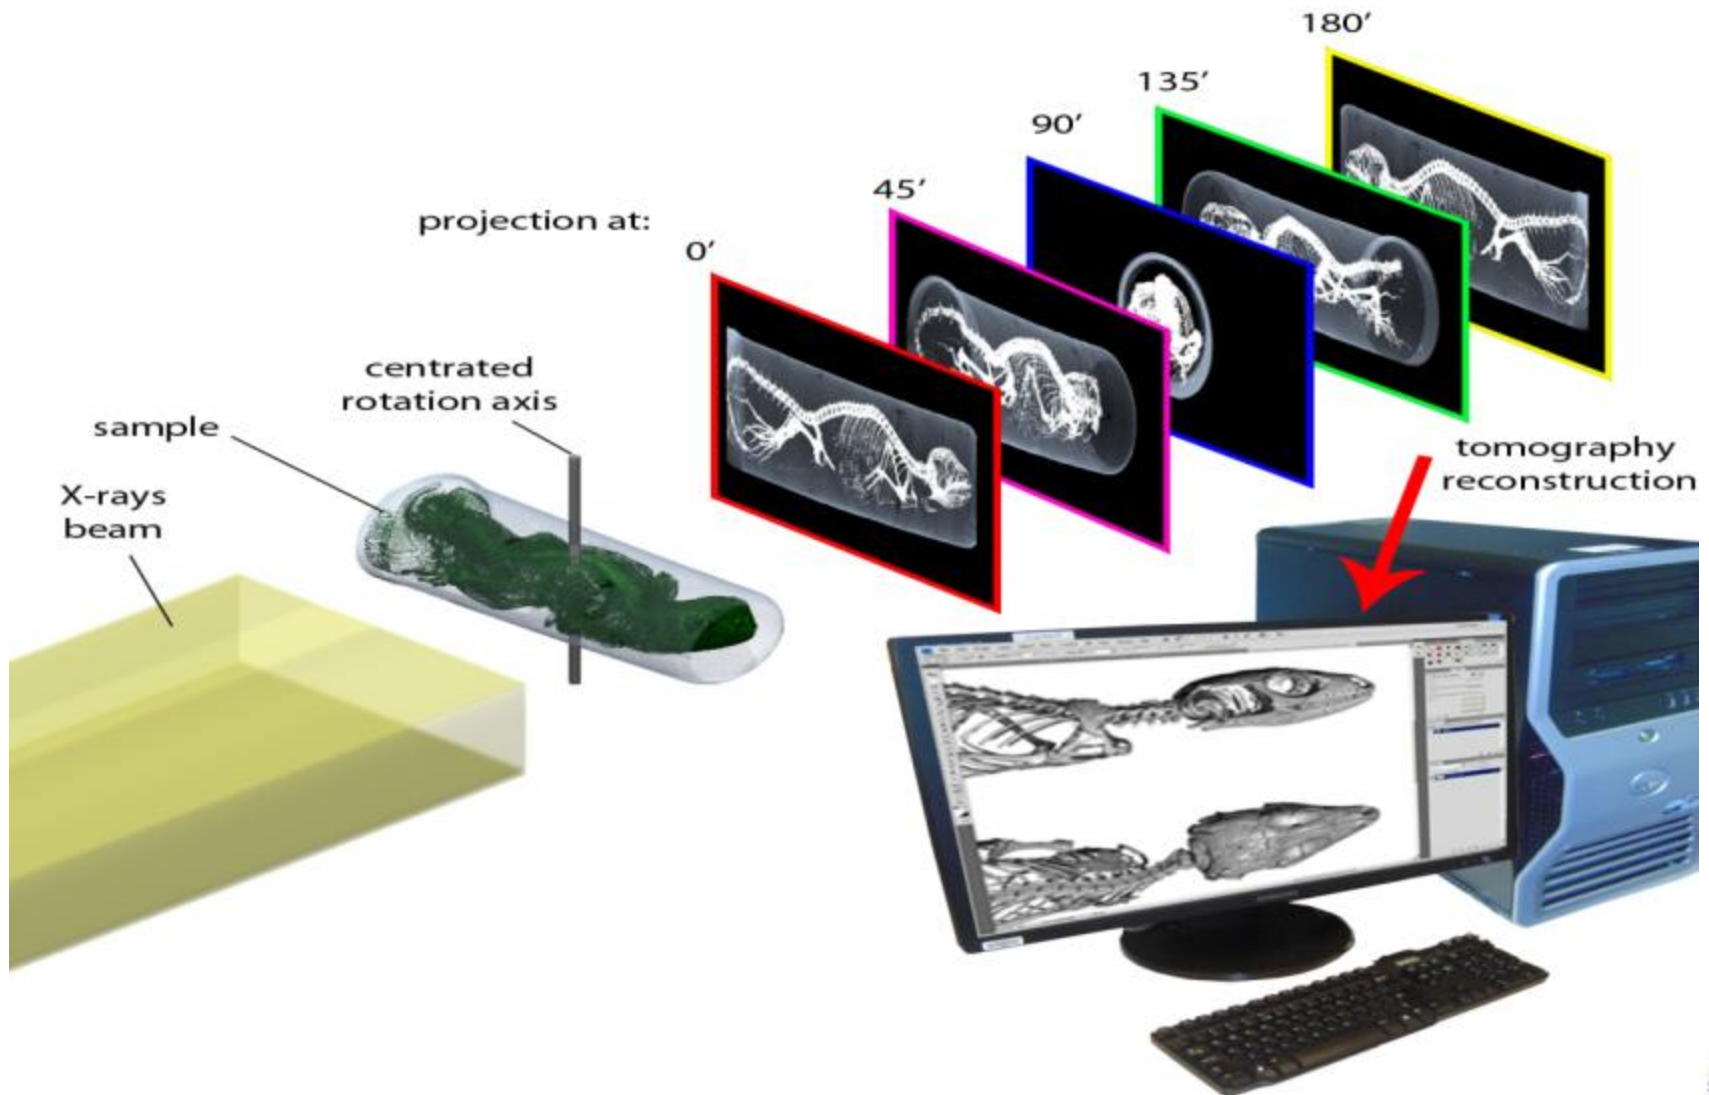 180′
135′
90′
45′
projection at:
0′
centrated
rotation axis
sample
X-rays
beam
tomography
reconstruction